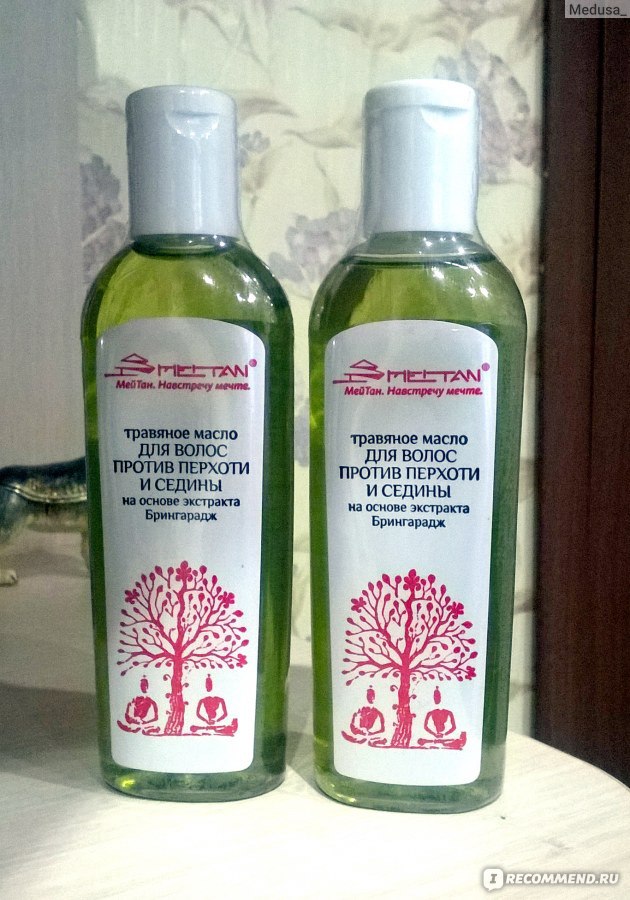 Medusa_
MEITAN®
МейТан. Навстречу мечте.
травяное масло
ДЛЯ ВОЛОС
ПРОТИВ ПЕРХОТИ
И СЕДИНЫ
на основе экстракта
Брингарадж
MEITAN®
МейТан. Навстречу мечте.
травяное масло
ДЛЯ ВОЛОС
ПРОТИВ ПЕРХОТИ
И СЕДИНЫ
на основе экстракта
Брингарадж
IRECOMMEND.RU